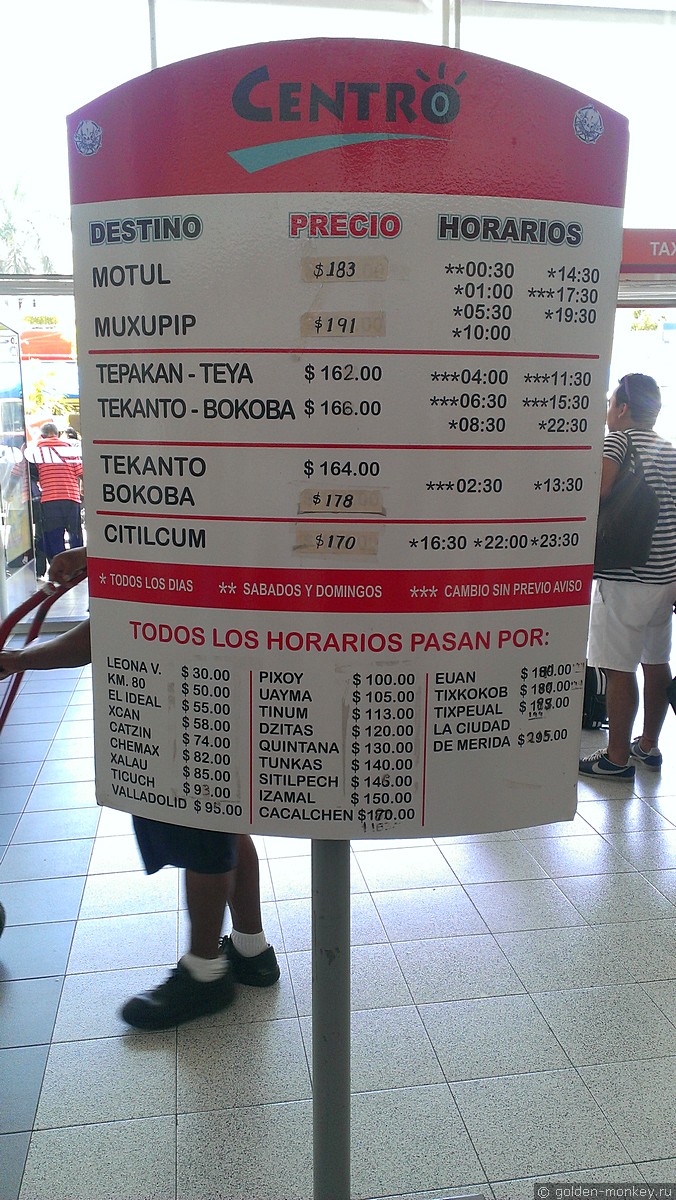 CENTRO
DESTINO PRECIO HORARIOS
MOTUL $183 **00:30 *14:30
*01:00 ***17:30
MUXUPIP $191 *05:30 *19:30
*10:00
TEPAKAN - TEYA $ 162.00 ***04:00 ***11:30
TEKANTO - BOKOBA $ 166.00 ***06:30 ***15:30
*08:30 *22:30
TEKANTO $ 164.00 ***02:30 *13:30
BOKOBA $178
CITILCUM $170 *16:30 *22:00 *23:30
* TODOS LOS DIAS ** SABADOS Y DOMINGOS *** CAMBIO SIN PREVIO AVISO
TODOS LOS HORARIOS PASAN POR:
LEONA V. $ 30.00
KM. 80 $ 50.00
EL IDEAL $ 55.00
XCAN $ 58.00
CATZIN $ 74.00
CHEMAX $ 82.00
XALAU $ 85.00
TICUCH $ 93.00
VALLADOLID $ 95.00
PIXOY $ 100.00
UAYMA $ 105.00
TINUM $ 113.00
DZITAS $ 120.00
QUINTANA $ 130.00
TUNKAS $ 140.00
SITILPECH $ 146.00
IZAMAL $ 150.00
CACALCHEN $170.00
EUAN
TIXKOKOB
TIXPEUAL
LA CIUDAD
DE MERIDA
TAX
© golden-monkey.ru